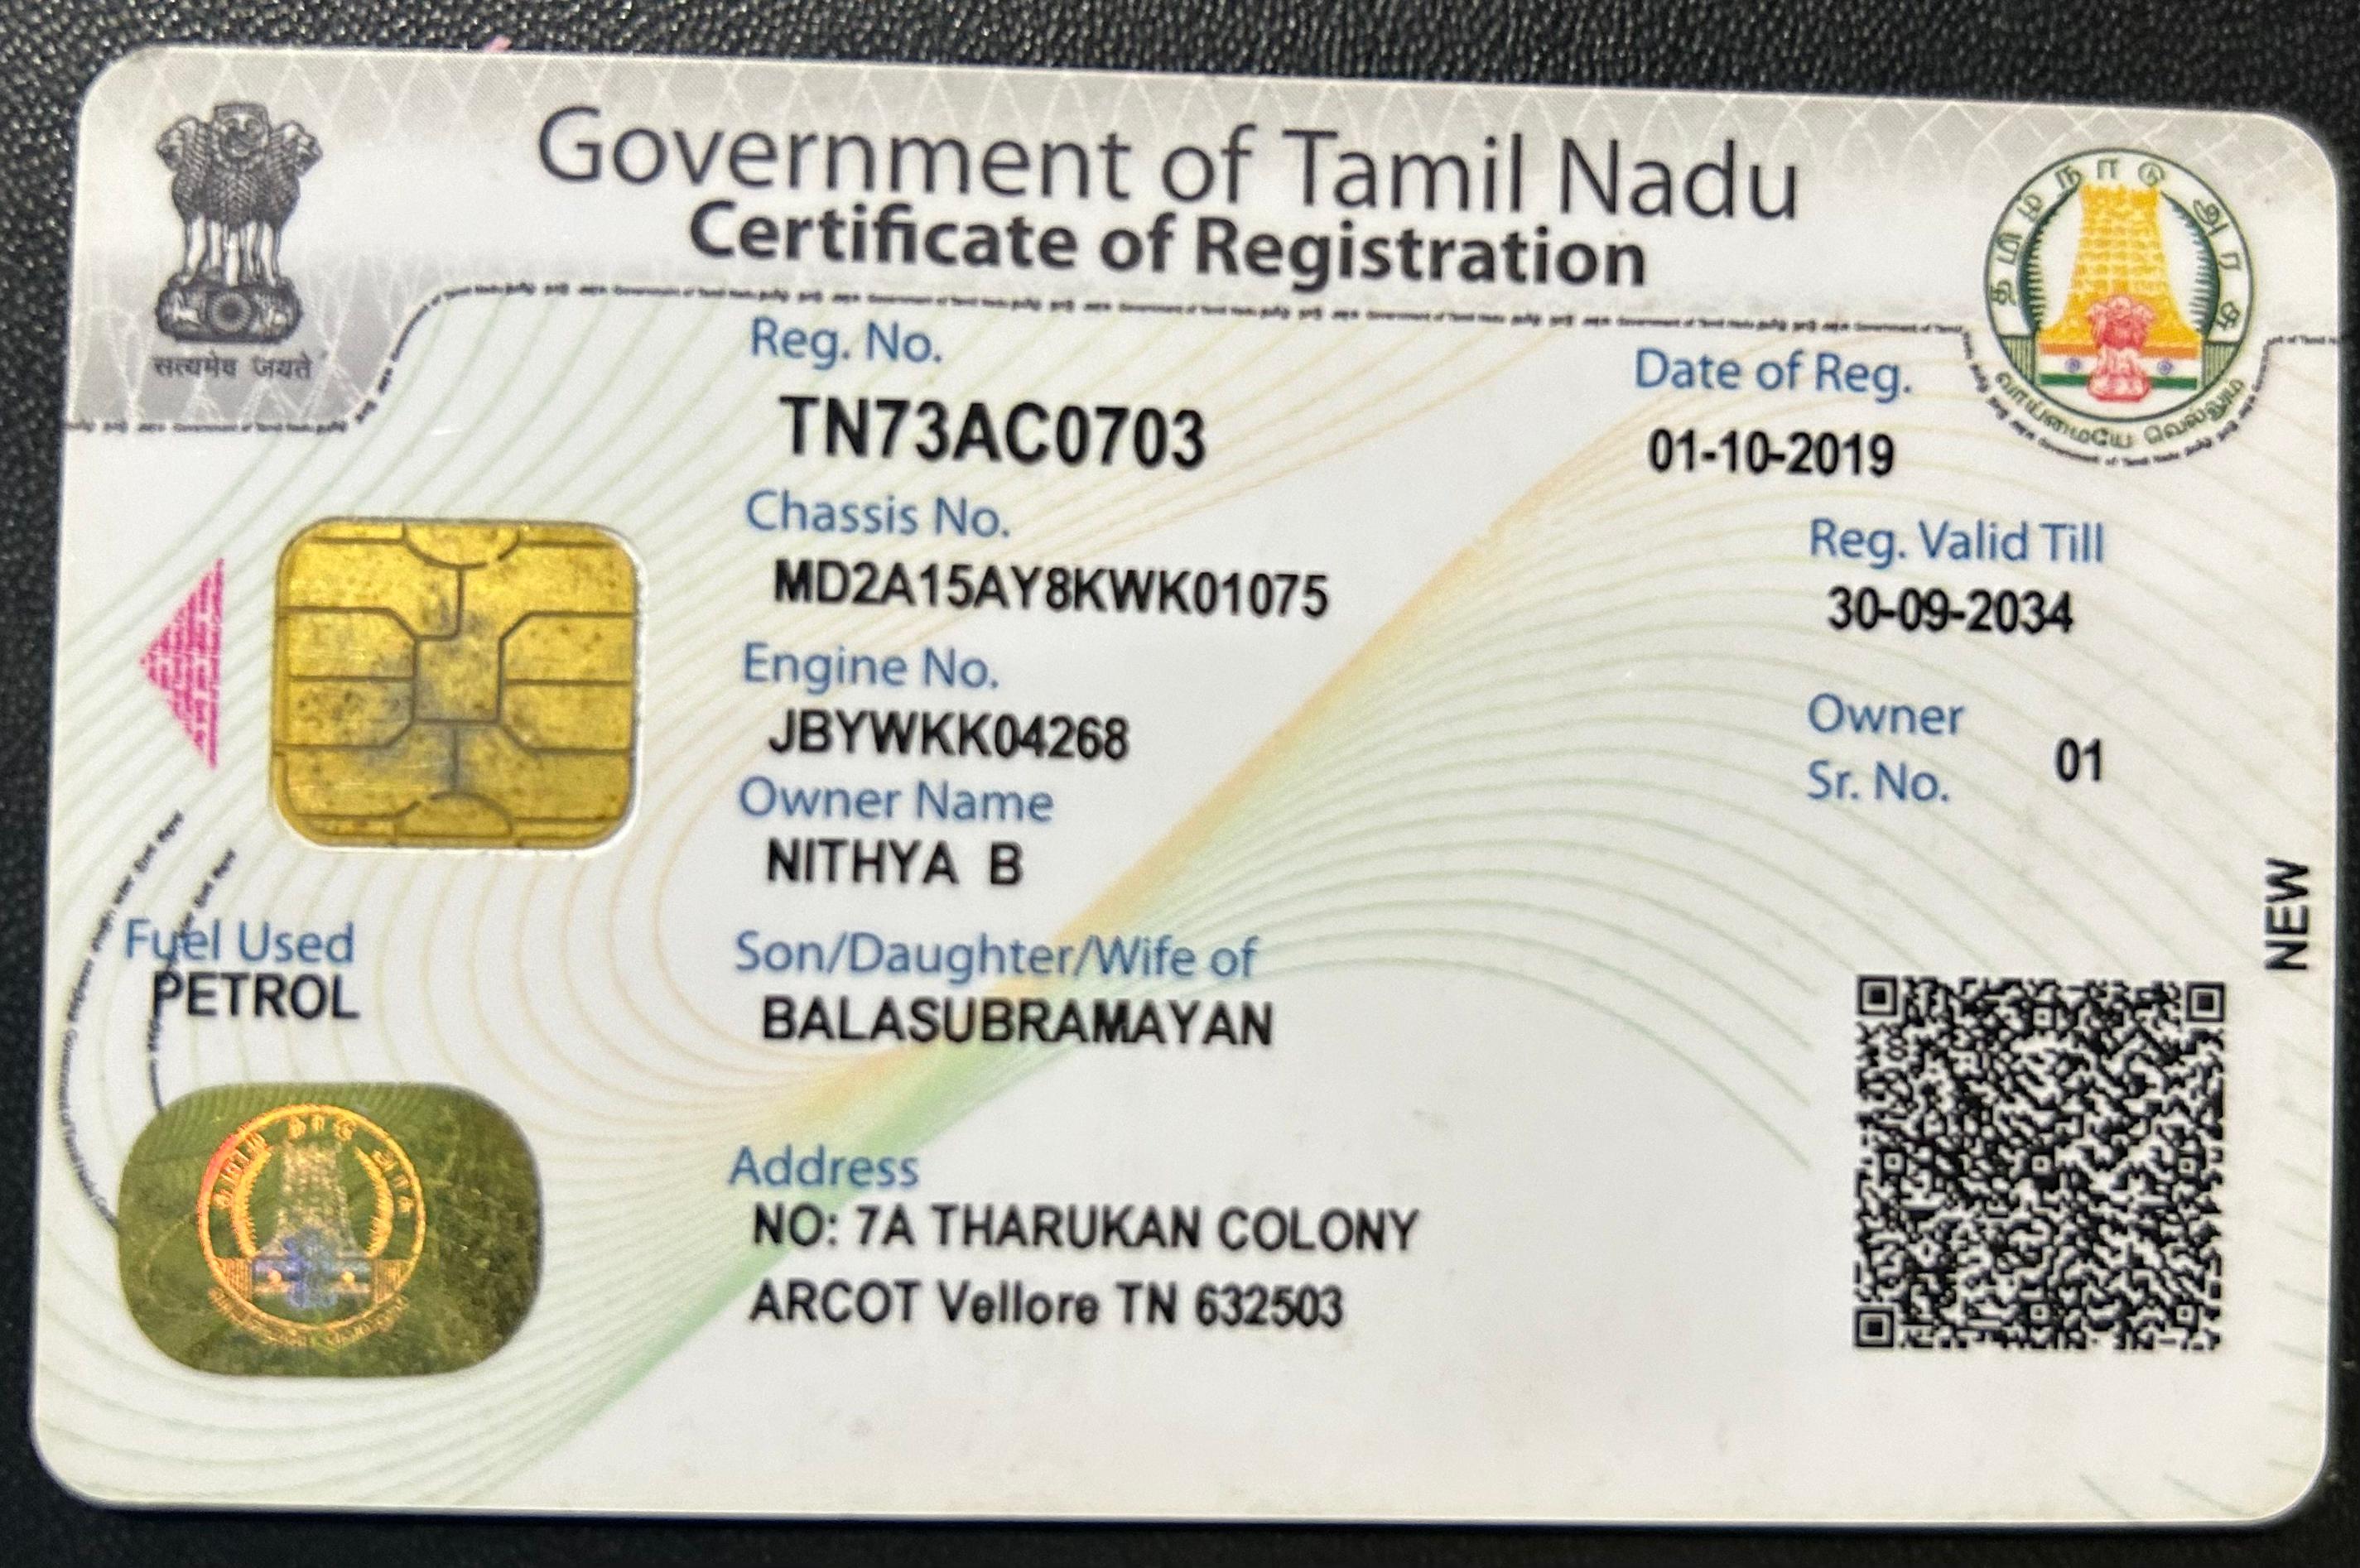 Government of Tamil Nadu
Certificate of Registration
सत्यमेव जयते
தமிழ்நாடு அரசு
வாய்மையே வெல்லும்
Reg. No.
TN73AC0703
Date of Reg.
01-10-2019
Chassis No.
MD2A15AY8KWK01075
Reg. Valid Till
30-09-2034
Engine No.
JBYWKK04268
Owner
Sr. No.
01
Owner Name
NITHYA B
NEW
Fuel Used
PETROL
Son/Daughter/Wife of
BALASUBRAMAYAN
Address
NO: 7A THARUKAN COLONY
ARCOT Vellore TN 632503